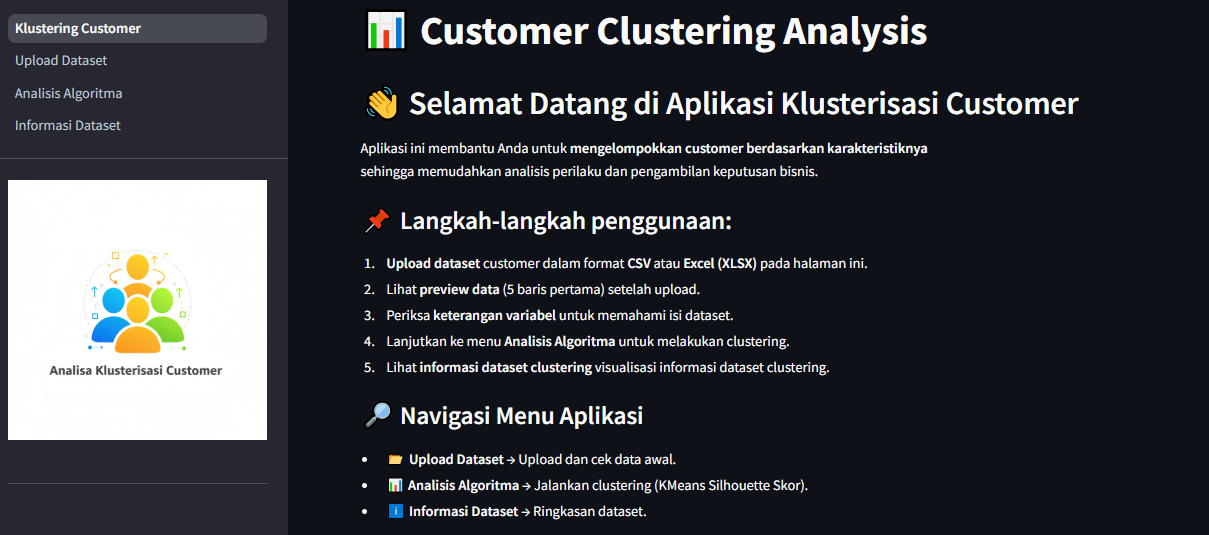 Klustering Customer
Upload Dataset
Analisis Algoritma
Informasi Dataset
Analisa Klusterisasi Customer
Customer Clustering Analysis
Selamat Datang di Aplikasi Klusterisasi Customer
Aplikasi ini membantu Anda untuk mengelompokkan customer berdasarkan karakteristiknya
sehingga memudahkan analisis perilaku dan pengambilan keputusan bisnis.
Langkah-langkah penggunaan:
1. Upload dataset customer dalam format CSV atau Excel (XLSX) pada halaman ini.
2. Lihat preview data (5 baris pertama) setelah upload.
3. Periksa keterangan variabel untuk memahami isi dataset.
4. Lanjutkan ke menu Analisis Algoritma untuk melakukan clustering.
5. Lihat informasi dataset clustering visualisasi informasi dataset clustering.
Navigasi Menu Aplikasi
• Upload Dataset → Upload dan cek data awal.
• Analisis Algoritma → Jalankan clustering (KMeans Silhouette Skor).
• Informasi Dataset → Ringkasan dataset.